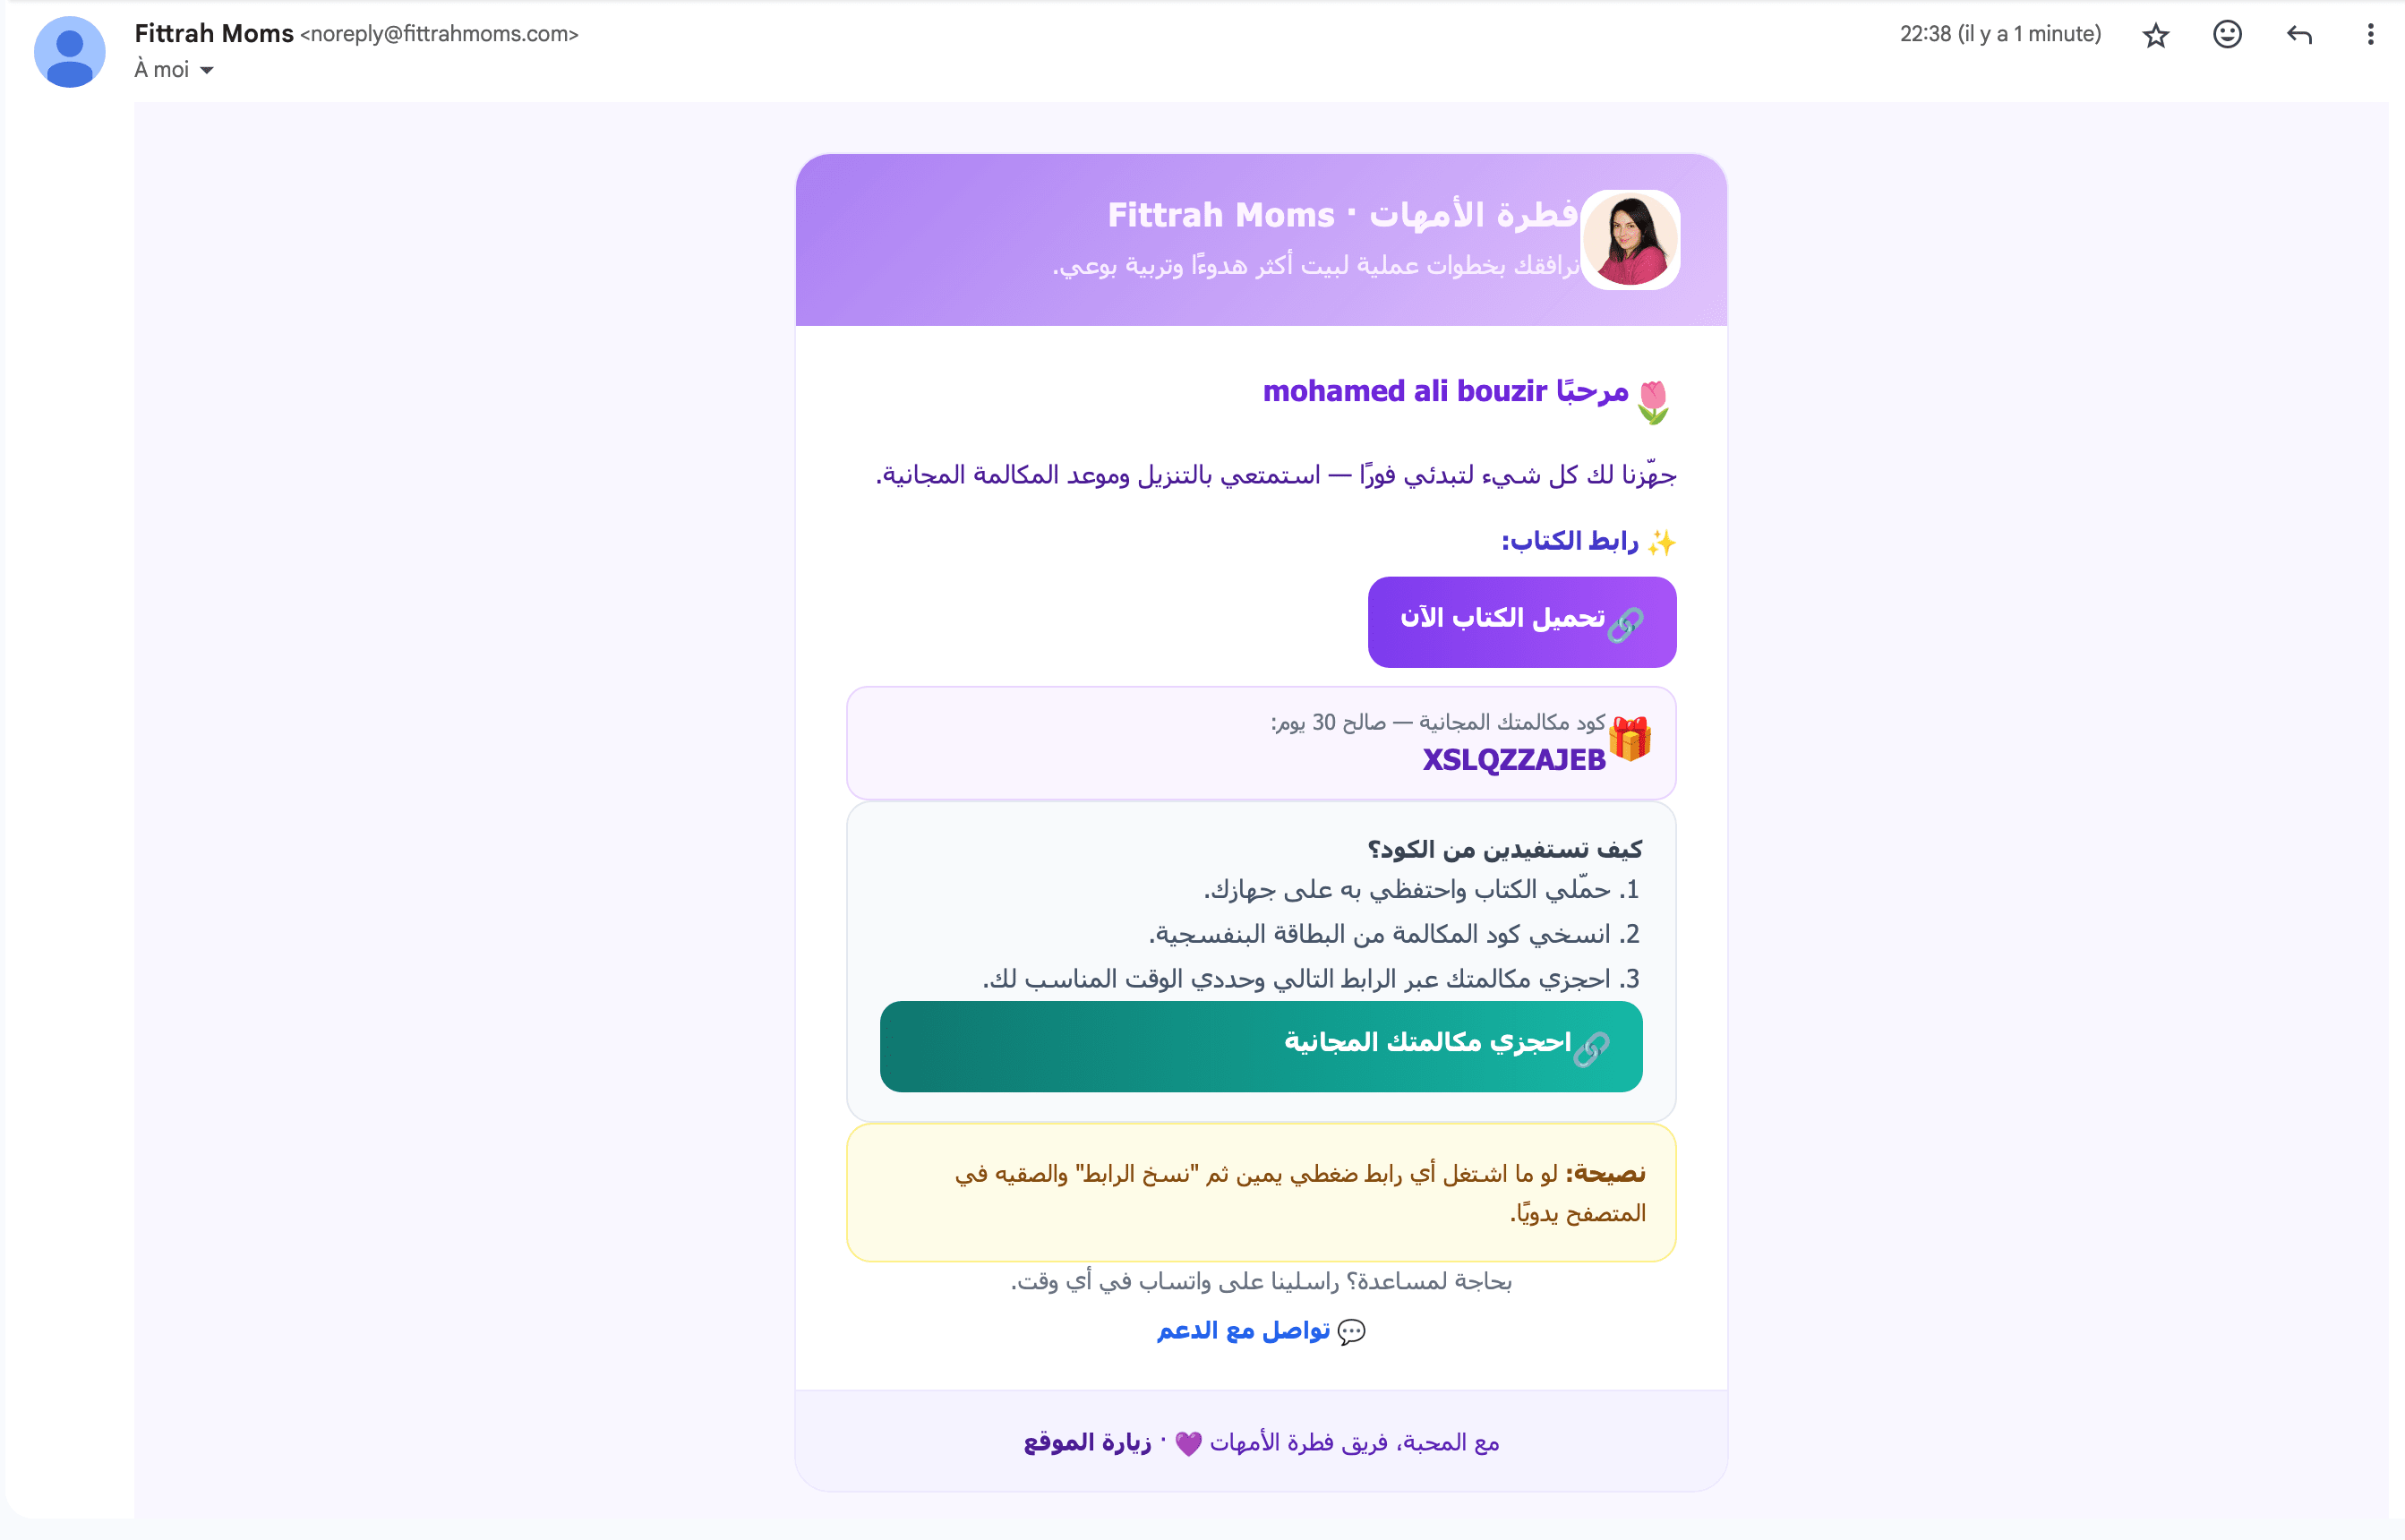 Fittrah Moms <noreply@fittrahmoms.com>
22:38 (il y a 1 minute)
À moi
فطرة الأمهات · Fittrah Moms
نرافقك بخطوات عملية لبيت أكثر هدوءًا وتربية بوعي.
🌷 مرحبًا mohamed ali bouzir
جهّزنا لك كل شيء لتبدئي فورًا — استمتعي بالتنزيل وموعد المكالمة المجانية.
✨ رابط الكتاب:
🔗 تحميل الكتاب الآن
🎁 كود مكالمتك المجانية — صالح 30 يوم:
XSLQZZAJEB
كيف تستفيدين من الكود؟
1. حمّلي الكتاب واحتفظي به على جهازك.
2. انسخي كود المكالمة من البطاقة البنفسجية.
3. احجزي مكالمتك عبر الرابط التالي وحددي الوقت المناسب لك.
🔗 احجزي مكالمتك المجانية
نصيحة: لو ما اشتغل أي رابط ضغطي يمين ثم "نسخ الرابط" والصقيه في
المتصفح يدويًا.
بحاجة لمساعدة؟ راسلينا على واتساب في أي وقت.
💬 تواصل مع الدعم
مع المحبة، فريق فطرة الأمهات 💜 · زيارة الموقع